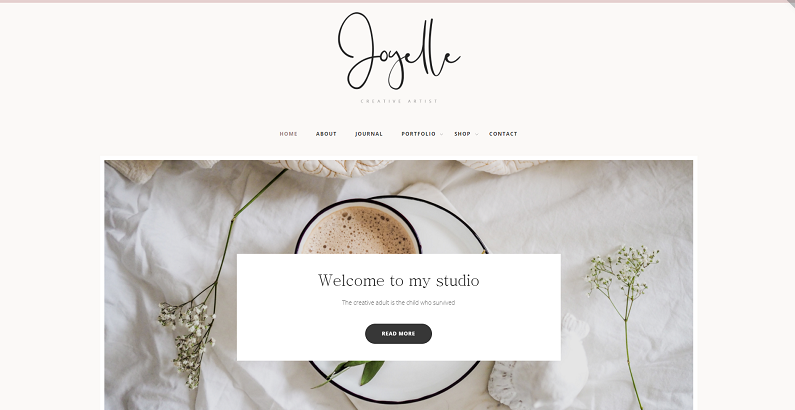 Joyelle
CREATIVE ARTIST
HOME ABOUT JOURNAL PORTFOLIO SHOP CONTACT
Welcome to my studio
The creative adult is the child who survived
READ MORE